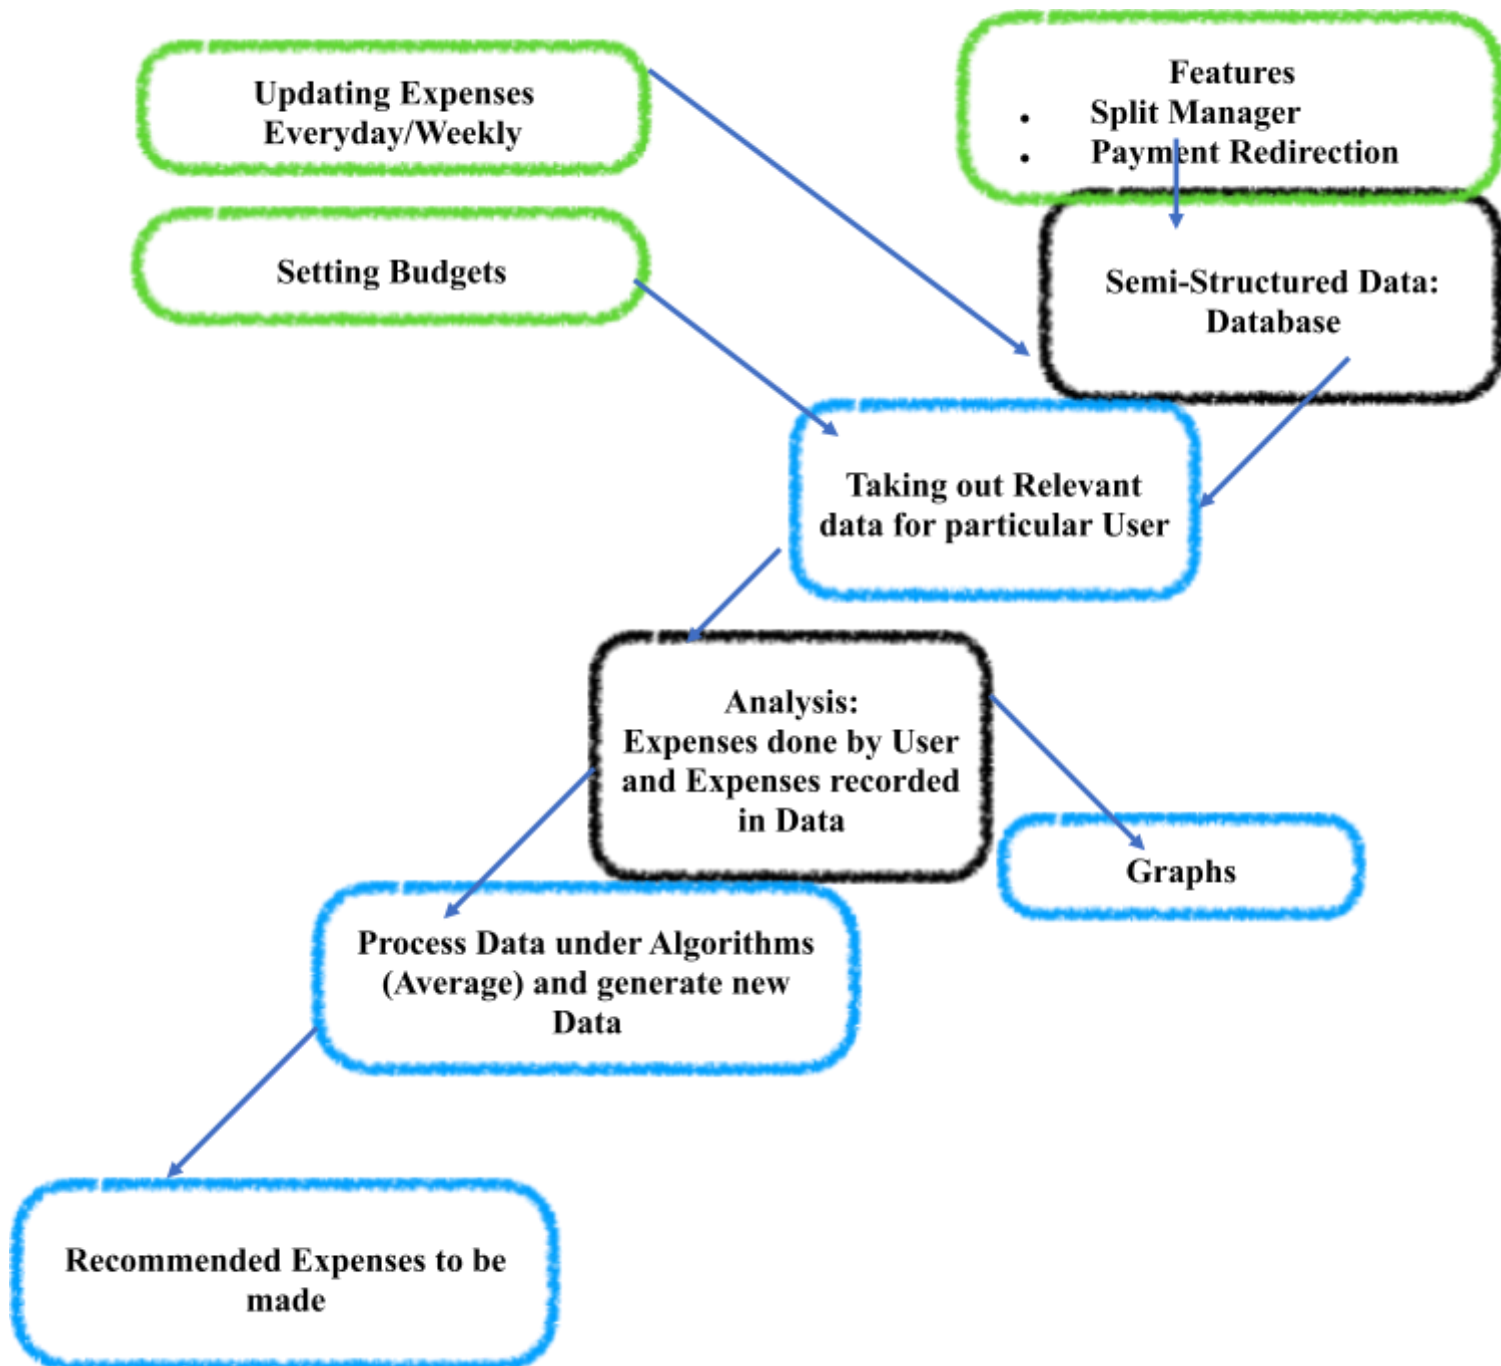 Updating Expenses
Everyday/Weekly
Features
• Split Manager
• Payment Redirection
Setting Budgets
Semi-Structured Data:
Database
Taking out Relevant
data for particular User
Analysis:
Expenses done by User
and Expenses recorded
in Data
Graphs
Process Data under Algorithms
(Average) and generate new
Data
Recommended Expenses to be
made